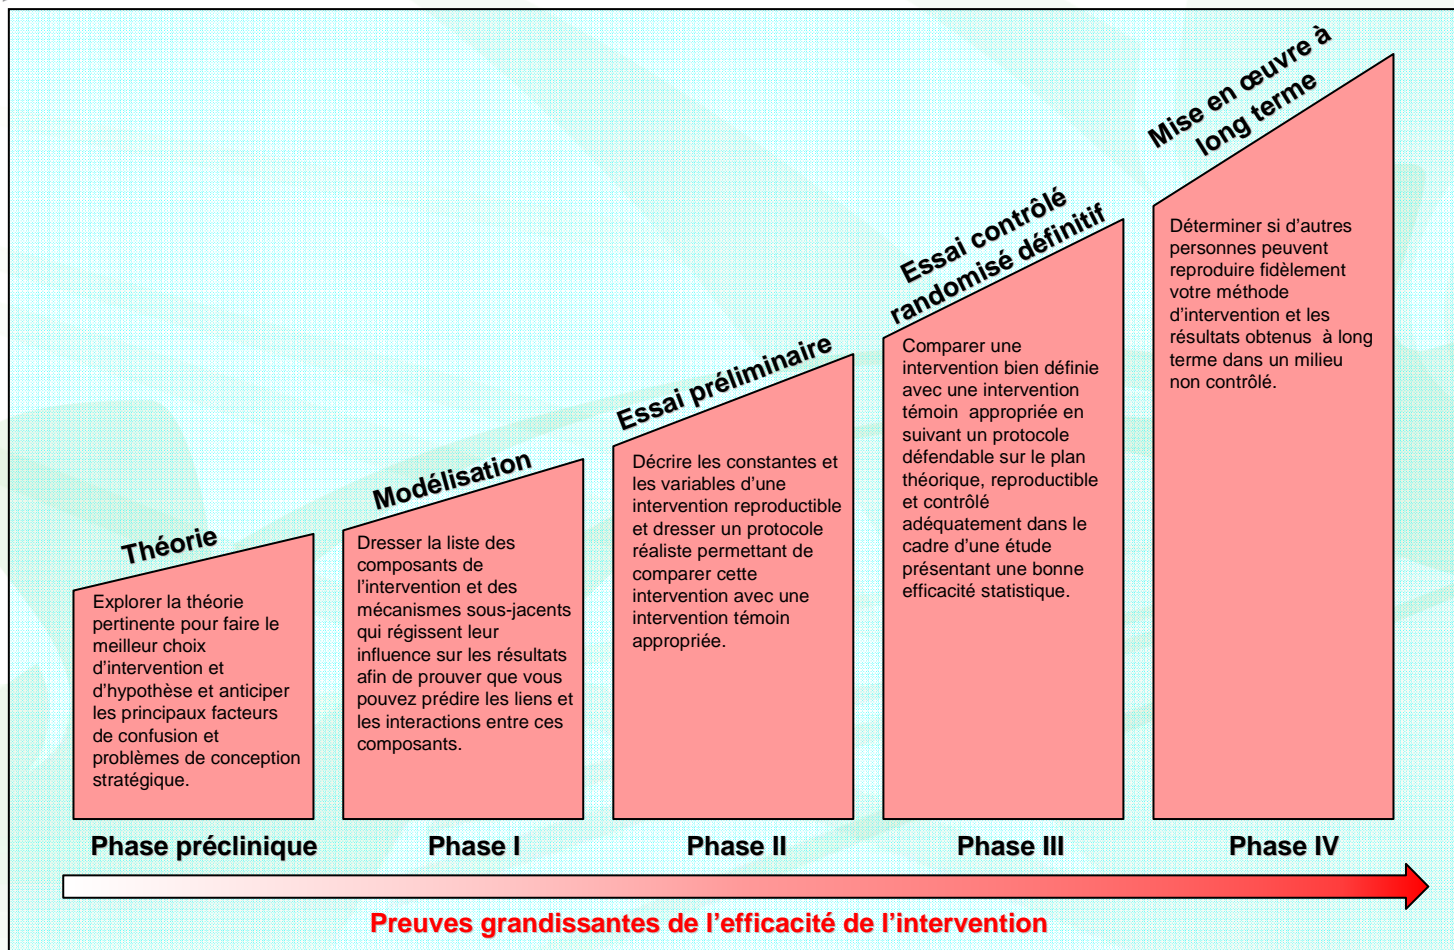 Théorie
Explorer la théorie
pertinente pour faire le
meilleur choix
d’intervention et
d’hypothèse et anticiper
les principaux facteurs
de confusion et
problèmes de conception
stratégique.
Phase préclinique
Modélisation
Dresser la liste des
composants de
l’intervention et des
mécanismes sous-jacents
qui régissent leur
influence sur les résultats
afin de prouver que vous
pouvez prédire les liens et
les interactions entre ces
composants.
Phase I
Essai préliminaire
Décrire les constantes et
les variables d’une
intervention reproductible
et dresser un protocole
réaliste permettant de
comparer cette
intervention avec une
intervention témoin
appropriée.
Phase II
Essai contrôlé
randomisé définitif
Comparer une
intervention bien définie
avec une intervention
témoin  appropriée en
suivant un protocole
défendable sur le plan
théorique, reproductible
et contrôlé
adéquatement dans le
cadre d’une étude
présentant une bonne
efficacité statistique.
Phase III
Mise en œuvre à
long terme
Déterminer si d’autres
personnes peuvent
reproduire fidèlement
votre méthode
d’intervention et les
résultats obtenus  à long
terme dans un milieu
non contrôlé.
Phase IV
Preuves grandissantes de l’efficacité de l’intervention